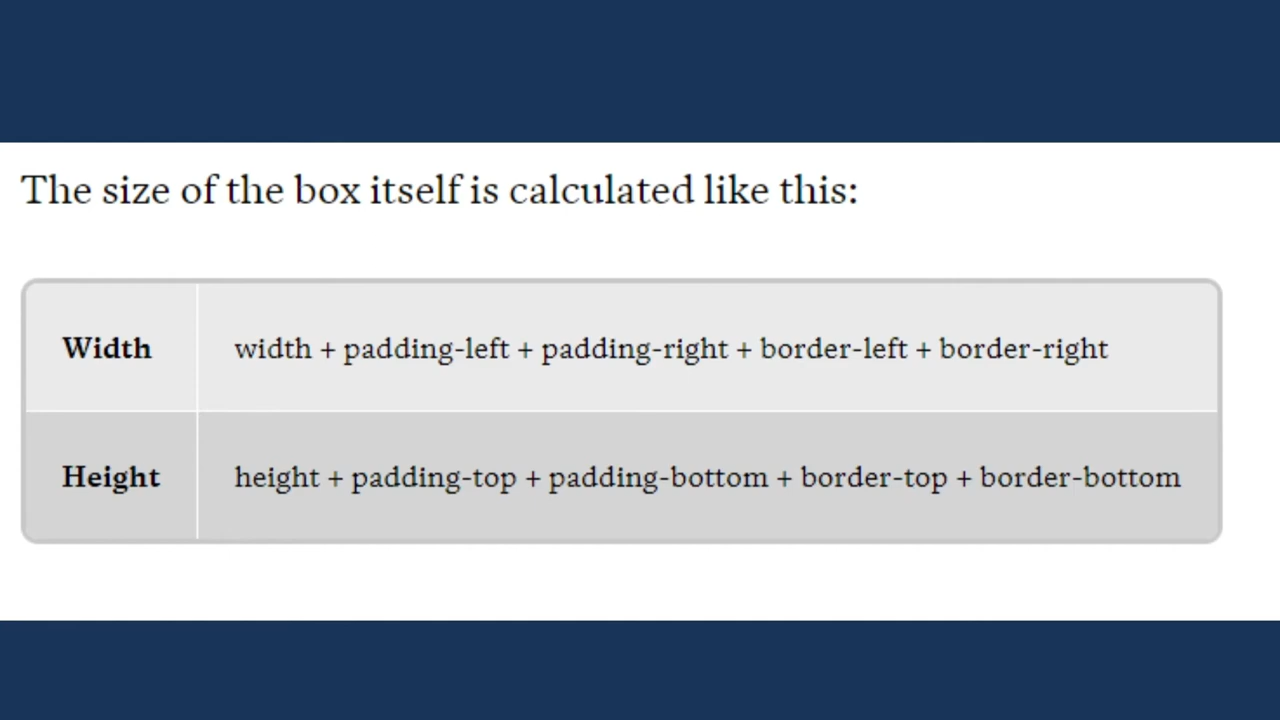 The size of the box itself is calculated like this:
Width width + padding-left + padding-right + border-left + border-right
Height height + padding-top + padding-bottom + border-top + border-bottom